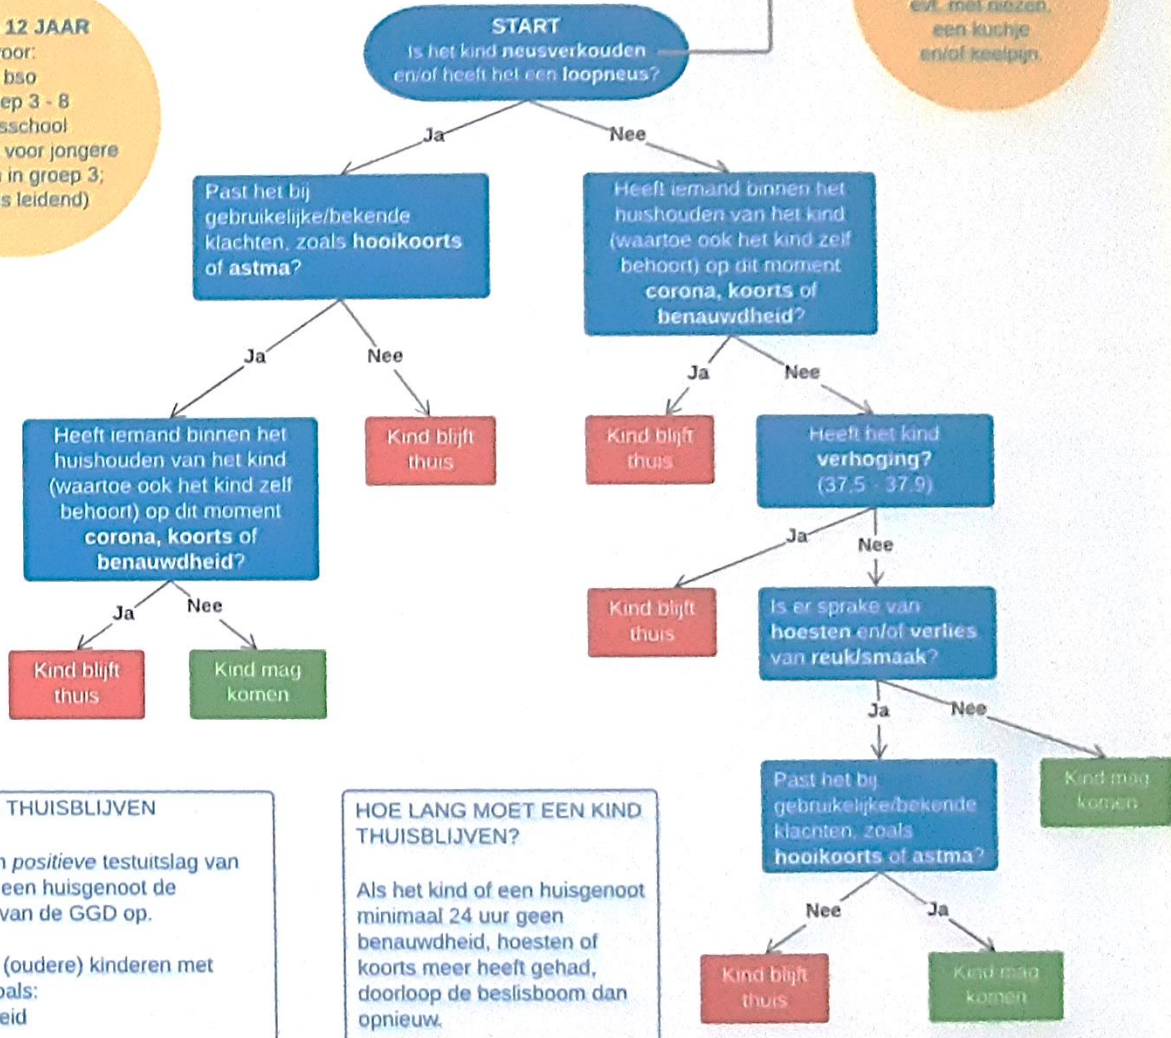 12 JAAR
oor:
bso
ep 3 - 8
sschool
voor jongere
in groep 3;
s leidend)
START
Is het kind neusverkouden
en/of heeft het een loopneus?
evt. met niezen,
een kuchje
en/of keelpijn.
Ja
Nee
Past het bij
gebruikelijke/bekende
klachten, zoals hooikoorts
of astma?
Heeft iemand binnen het
huishouden van het kind
(waartoe ook het kind zelf
behoort) op dit moment
corona, koorts of
benauwdheid?
Ja
Nee
Ja
Nee
Heeft iemand binnen het
huishouden van het kind
(waartoe ook het kind zelf
behoort) op dit moment
corona, koorts of
benauwdheid?
Kind blijft
thuis
Kind blijft
thuis
Heeft het kind
verhoging?
(37,5 - 37,9)
Ja
Nee
Ja
Nee
Kind blijft
thuis
Kind mag
komen
Kind blijft
thuis
Is er sprake van
hoesten en/of verlies
van reuk/smaak?
Ja
Nee
Past het bij
gebruikelijke/bekende
klachten, zoals
hooikoorts of astma?
Kind mag
komen
Nee
Ja
Kind blijft
thuis
Kind mag
komen
THUISBLIJVEN
n positieve testuitslag van
een huisgenoot de
van de GGD op.
(oudere) kinderen met
oals:
eid
HOE LANG MOET EEN KIND
THUISBLIJVEN?
Als het kind of een huisgenoot
minimaal 24 uur geen
benauwdheid, hoesten of
koorts meer heeft gehad,
doorloop de beslisboom dan
opnieuw.